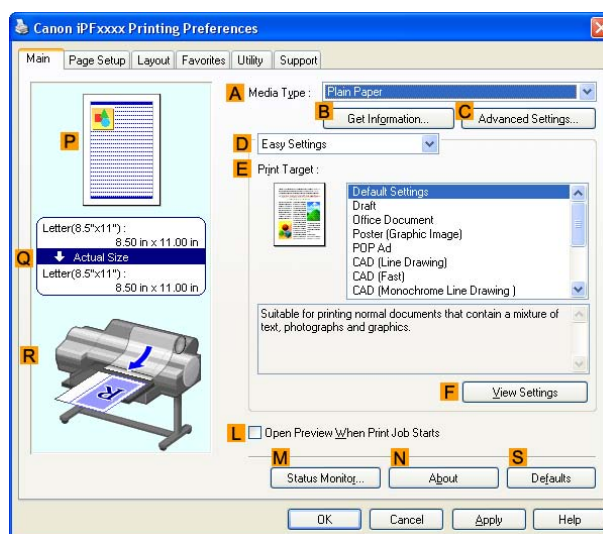 Canon iPFxxxx Printing Preferences
Main Page Setup Layout Favorites Utility Support
A Media Type : Plain Paper
B Get Information... C Advanced Settings...
D Easy Settings
E Print Target :
P
Default Settings
Draft
Office Document
Poster (Graphic Image)
POP Ad
CAD (Line Drawing)
CAD (Fast)
CAD (Monochrome Line Drawing )
Q
Letter(8.5"x11") :
8.50 in x 11.00 in
Actual Size
Letter(8.5"x11") :
8.50 in x 11.00 in
Suitable for printing normal documents that contain a mixture of
text, photographs and graphics.
R
R
F View Settings
L Open Preview When Print Job Starts
M Status Monitor... N About S Defaults
OK Cancel Apply Help